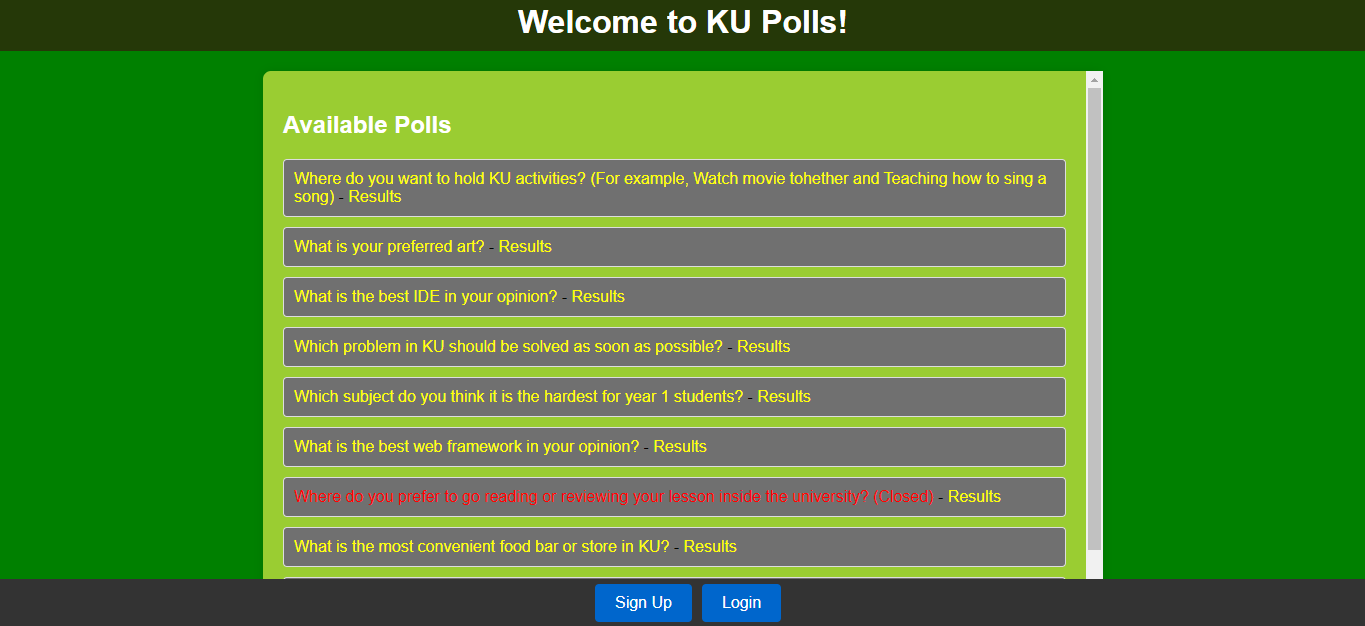 Welcome to KU Polls!
Available Polls
Where do you want to hold KU activities? (For example, Watch movie tohether and Teaching how to sing a
song) - Results
What is your preferred art? - Results
What is the best IDE in your opinion? - Results
Which problem in KU should be solved as soon as possible? - Results
Which subject do you think it is the hardest for year 1 students? - Results
What is the best web framework in your opinion? - Results
Where do you prefer to go reading or reviewing your lesson inside the university? (Closed) - Results
What is the most convenient food bar or store in KU? - Results
Sign Up Login